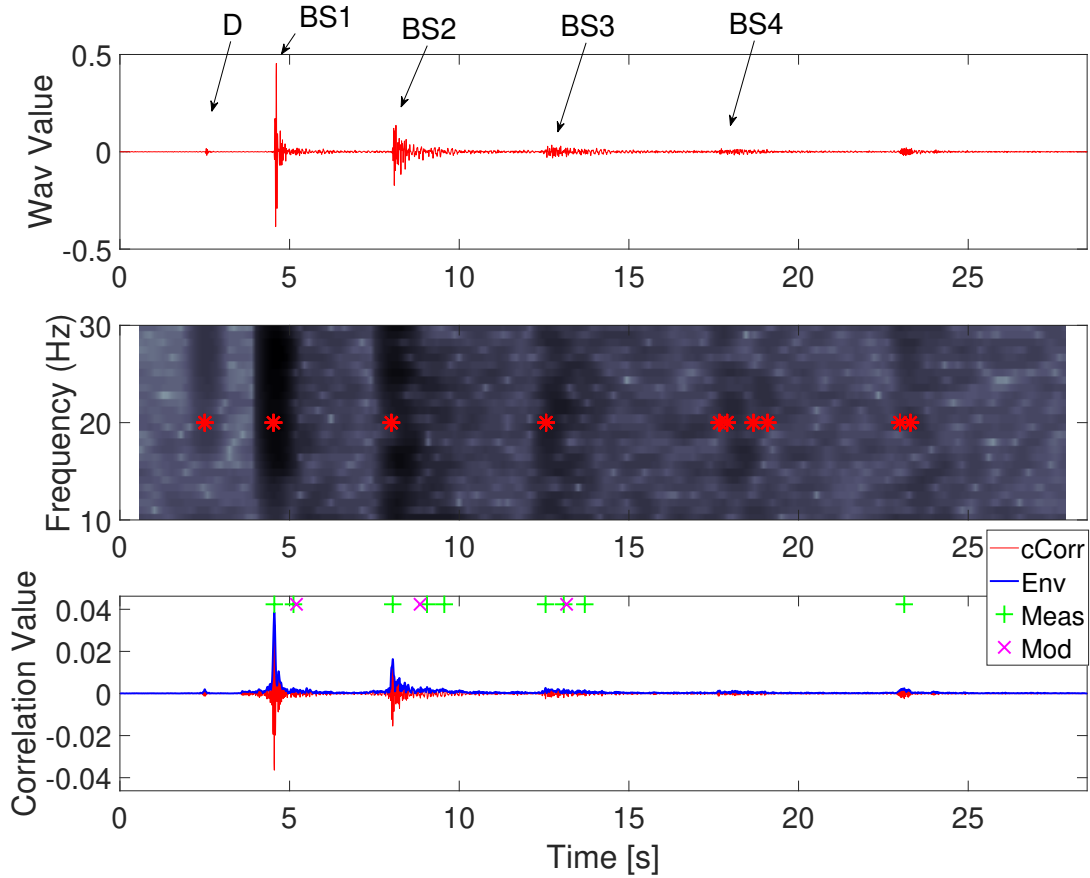 D
BS1
BS2
BS3
BS4
Wav Value
0.5
0
-0.5
0 5 10 15 20 25
Frequency (Hz)
30
20
10
0 5 10 15 20 25
Correlation Value
0.04
0.02
0
-0.02
-0.04
0 5 10 15 20 25
Time [s]
cCorr
Env
Meas
Mod